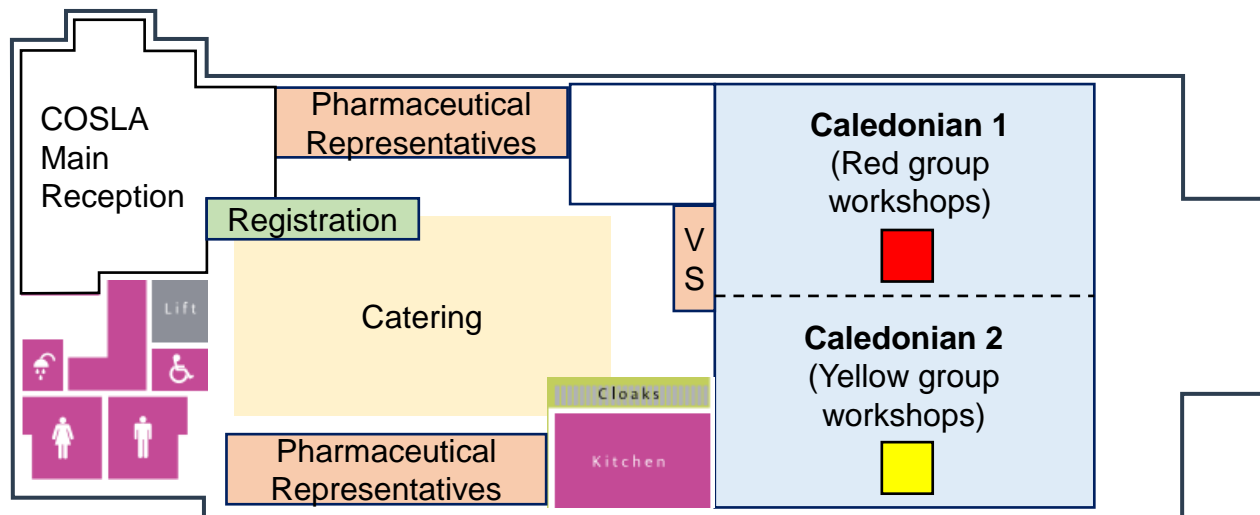 COSLA
Main
Reception
Pharmaceutical
Representatives
Registration
Catering
V
S
Caledonian 1
(Red group
workshops)
Caledonian 2
(Yellow group
workshops)
Lift
Cloaks
Kitchen
Pharmaceutical
Representatives